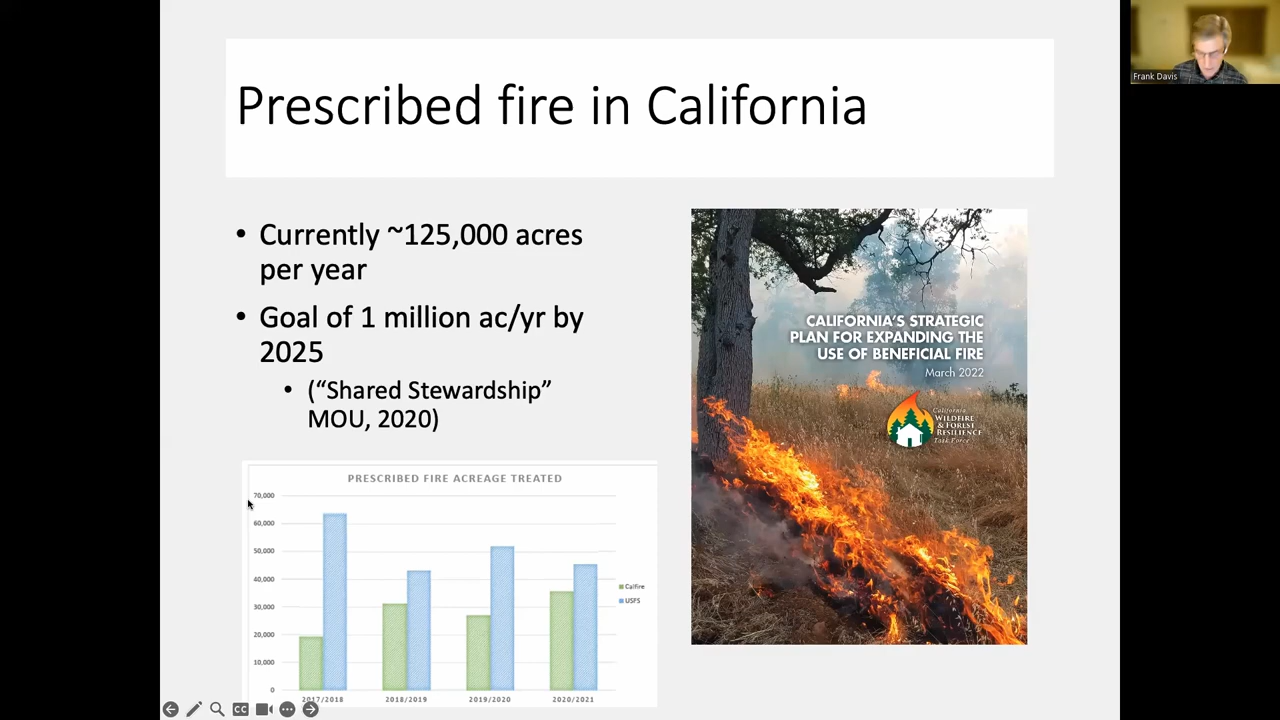 Prescribed fire in California
Frank Davis
• Currently ~125,000 acres
per year
• Goal of 1 million ac/yr by
2025
• (“Shared Stewardship”
MOU, 2020)
PRESCRIBED FIRE ACREAGE TREATED
70,000
60,000
50,000
40,000
30,000
20,000
10,000
0
2017/2018
2018/2019
2019/2020
2020/2021
Calfire
USFS
CALIFORNIA'S STRATEGIC
PLAN FOR EXPANDING THE
USE OF BENEFICIAL FIRE
March 2022
California
WILDFIRE
& FOREST
RESILIENCE
Task Force
CC